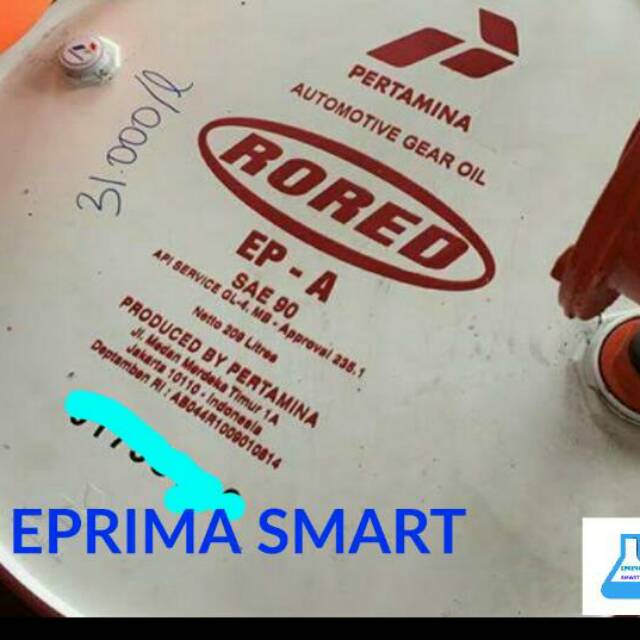 PERTAMINA
AUTOMOTIVE GEAR OIL
31.000/l
RORED
EP - A
SAE 90
API SERVICE GL-4. MB - Approval 235.1
Netto 209 Litres
PRODUCED BY PERTAMINA
Jl. Medan Merdeka Timur 1A
Jakarta 10110 - Indonesia
Deptamben RI : AB044R1009010814
EPRIMA SMART